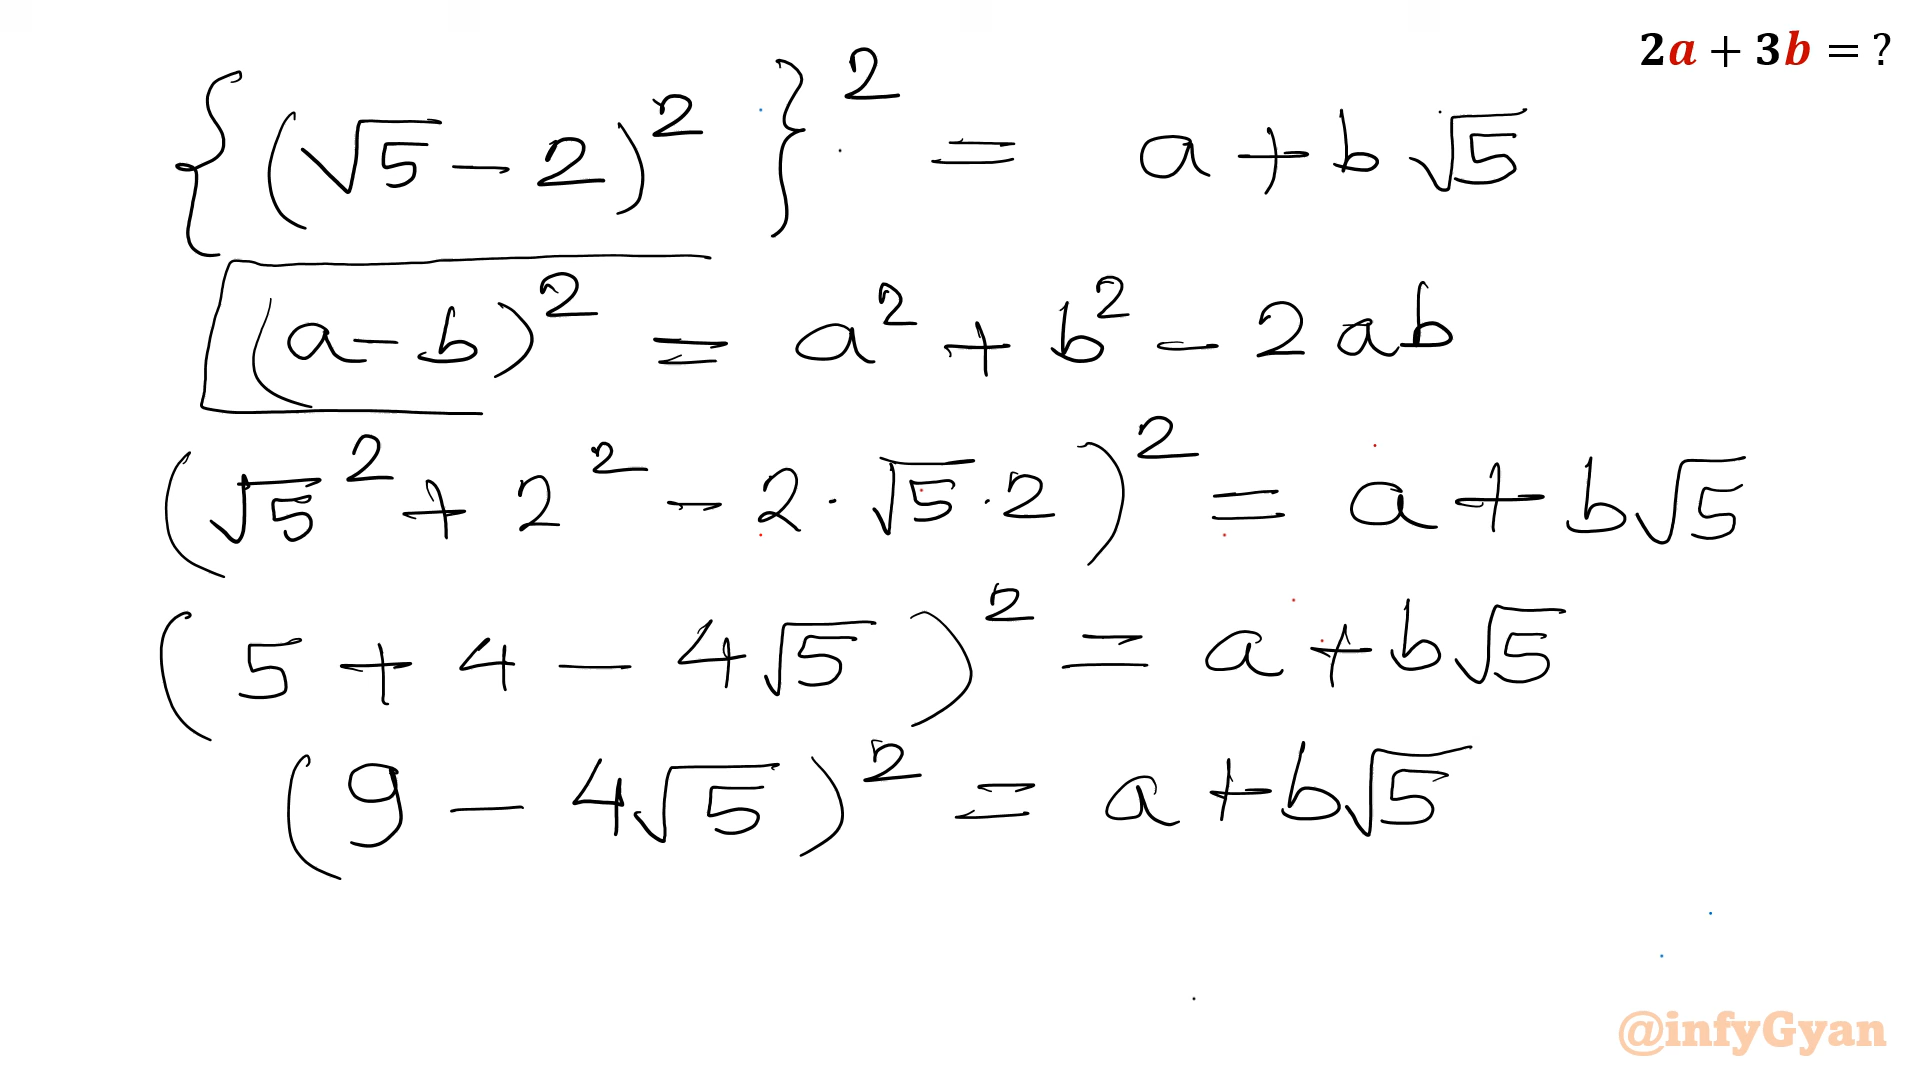 2a + 3b = ?
{(√5 - 2)²}² = a + b√5
(a - b)² = a² + b² - 2ab
(√5² + 2² - 2·√5·2)² = a + b√5
(5 + 4 - 4√5)² = a + b√5
(9 - 4√5)² = a + b√5
@infyGyan